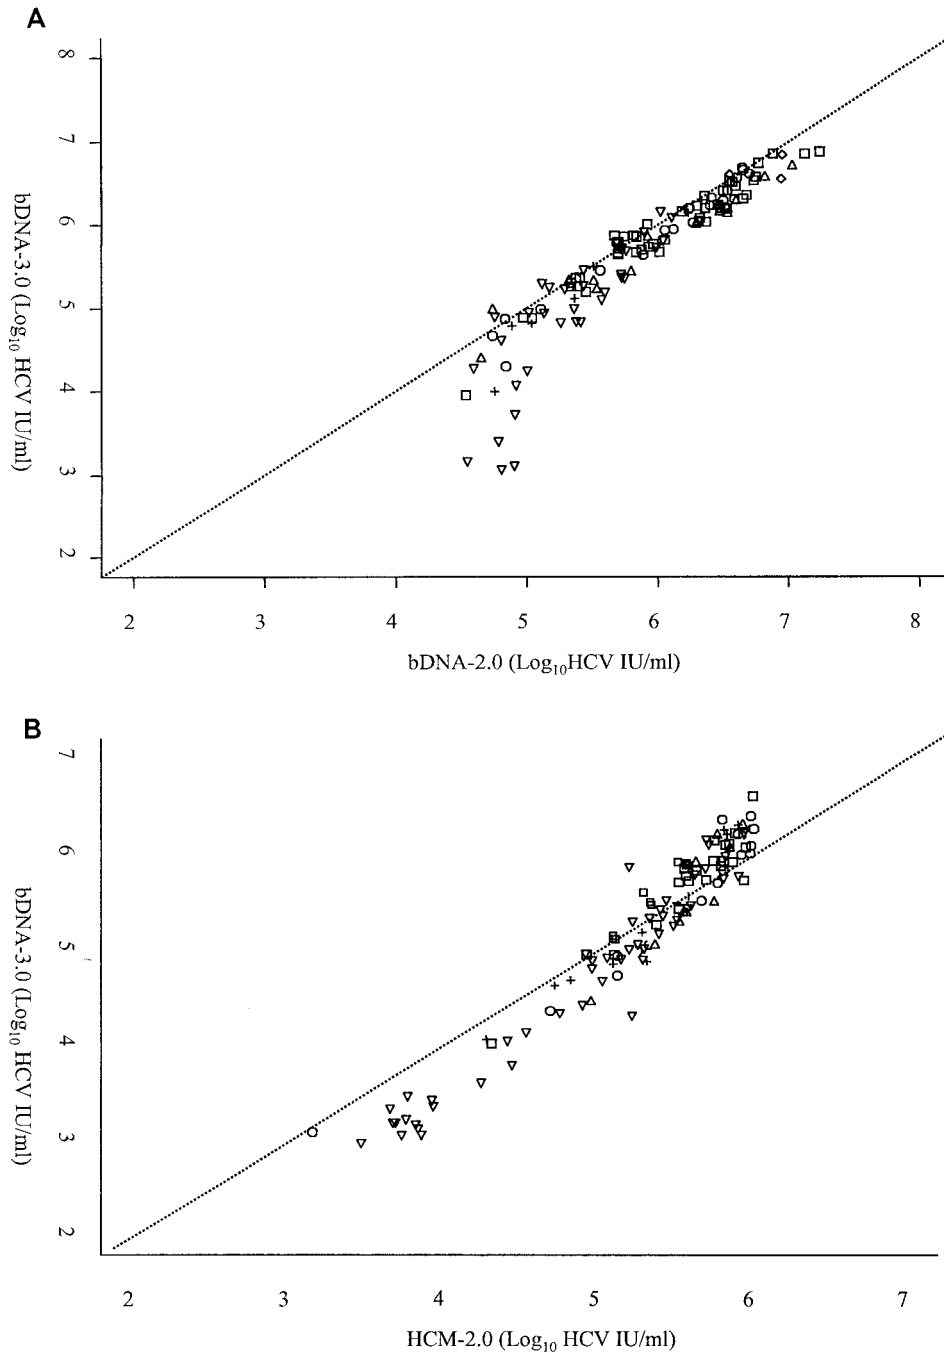 A
8
7
6
5
4
3
2
bDNA-3.0 (Log10 HCV IU/ml)
2 3 4 5 6 7 8
bDNA-2.0 (Log10HCV IU/ml)
B
7
6
5
4
3
2
bDNA-3.0 (Log10 HCV IU/ml)
2 3 4 5 6 7
HCM-2.0 (Log10 HCV IU/ml)